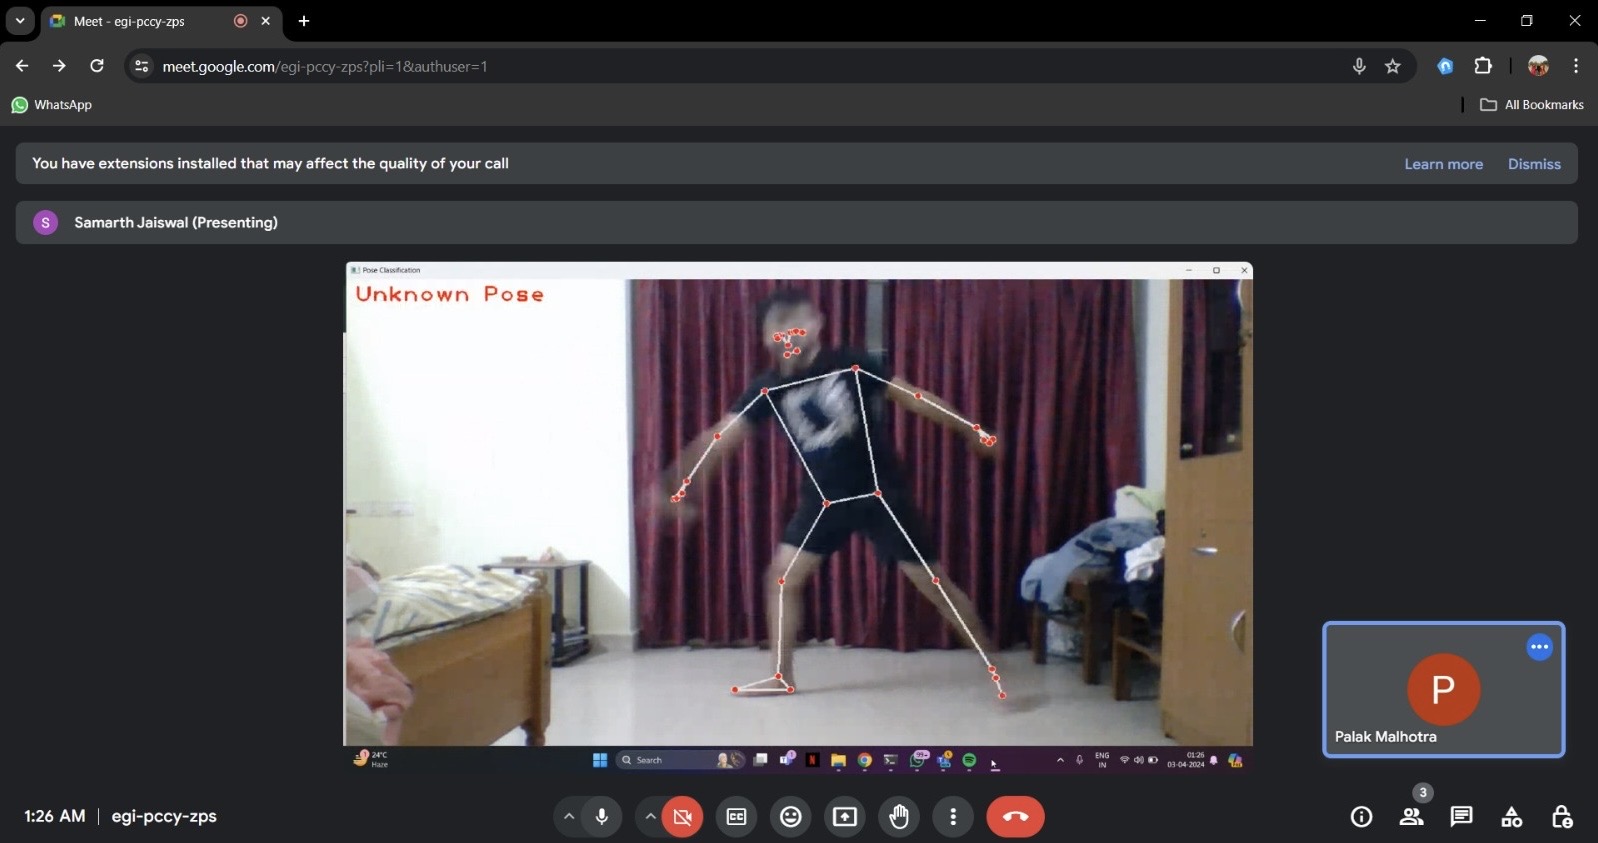 Meet - egi-pccy-zps
meet.google.com/egi-pccy-zps?pli=1&authuser=1
WhatsApp
All Bookmarks
You have extensions installed that may affect the quality of your call
Learn more
Dismiss
S
Samarth Jaiswal (Presenting)
Pose Classification
Unknown Pose
P
Palak Malhotra
24°C
Haze
Search
99+
ENG
IN
01:26
03-04-2024
1:26 AM
egi-pccy-zps
CC
3